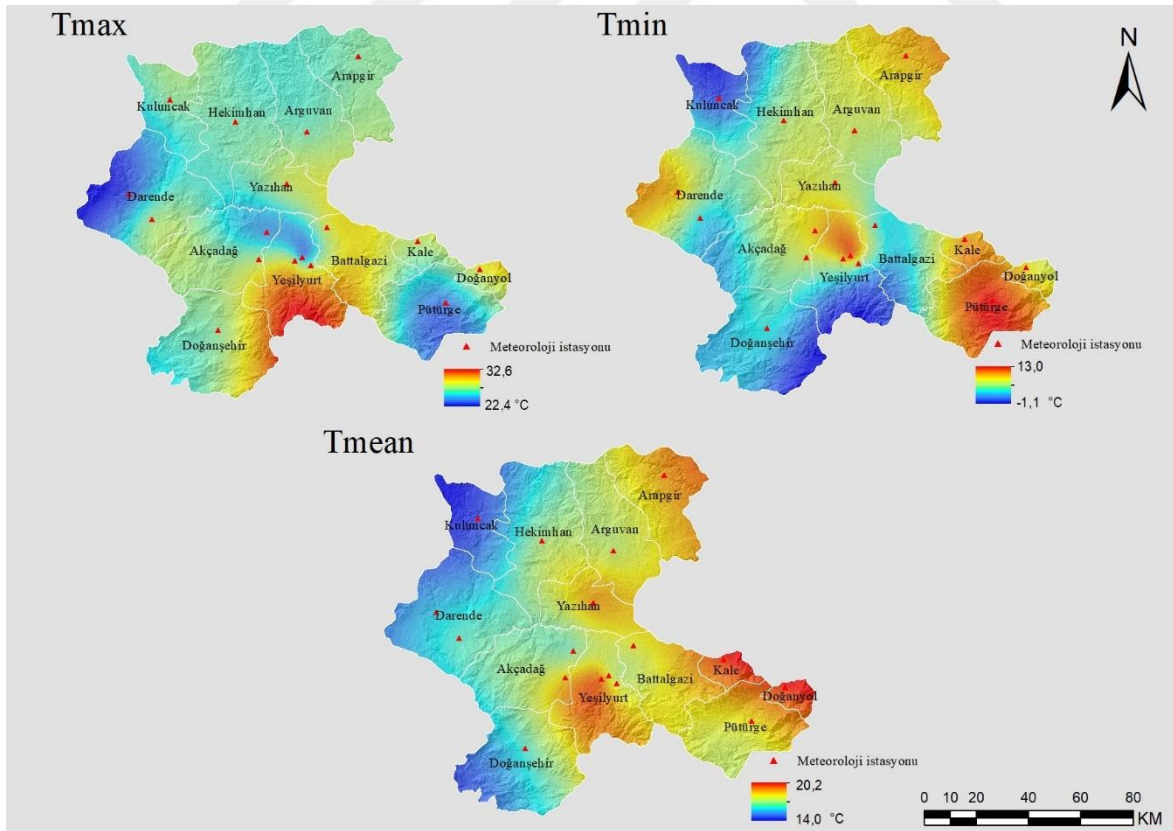 Tmax
Arapgir
Kuluncak
Hekimhan
Arguvan
Yazıhan
Darende
Akçadağ
Battalgazi
Kale
Yeşilyurt
Doğanyol
Pütürge
Doğanşehir
Meteoroloji istasyonu
32,6
22,4 °C
Tmin
N
Arapgir
Kuluncak
Hekimhan
Arguvan
Yazıhan
Darende
Akçadağ
Battalgazi
Kale
Yeşilyurt
Doğanyol
Pütürge
Doğanşehir
Meteoroloji istasyonu
13,0
-1,1 °C
Tmean
Arapgir
Kuluncak
Hekimhan
Arguvan
Yazıhan
Darende
Akçadağ
Battalgazi
Kale
Yeşilyurt
Doğanyol
Pütürge
Doğanşehir
Meteoroloji istasyonu
20,2
14,0 °C
0 10 20 40 60 80
KM